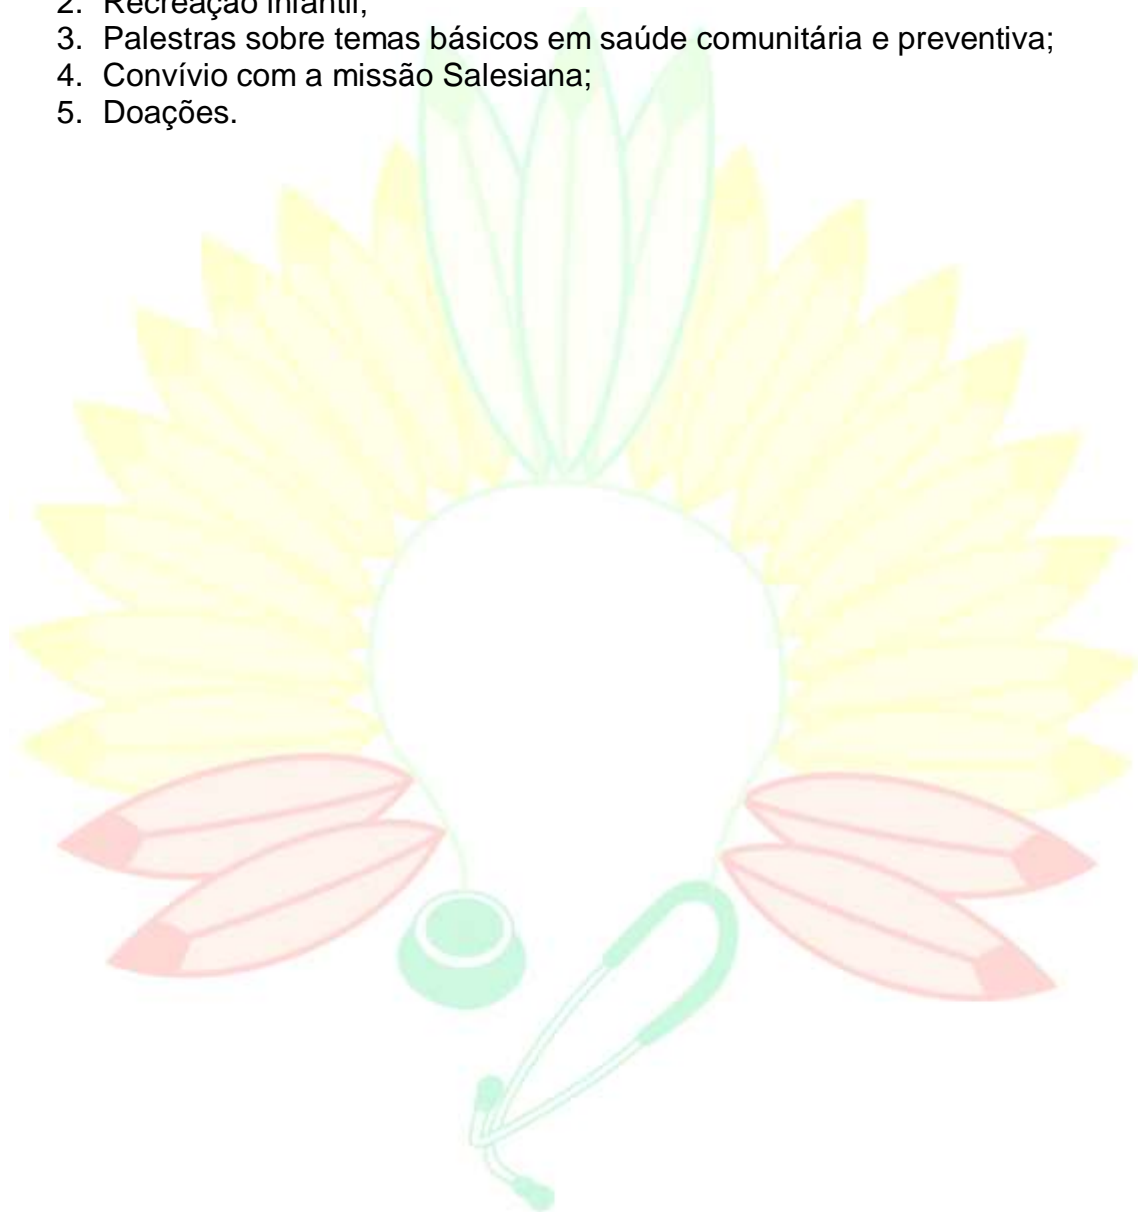 2. Recreação infantil;
3. Palestras sobre temas básicos em saúde comunitária e preventiva;
4. Convívio com a missão Salesiana;
5. Doações.